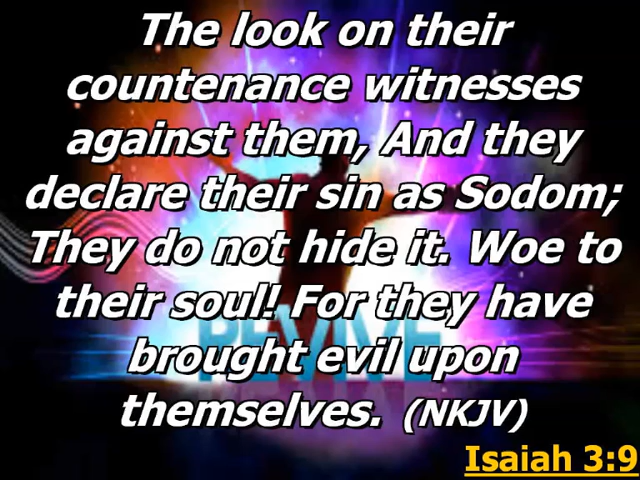 The look on their
countenance witnesses
against them, And they
declare their sin as Sodom;
They do not hide it. Woe to
their soul! For they have
brought evil upon
themselves. (NKJV)
Isaiah 3:9
REVIVE